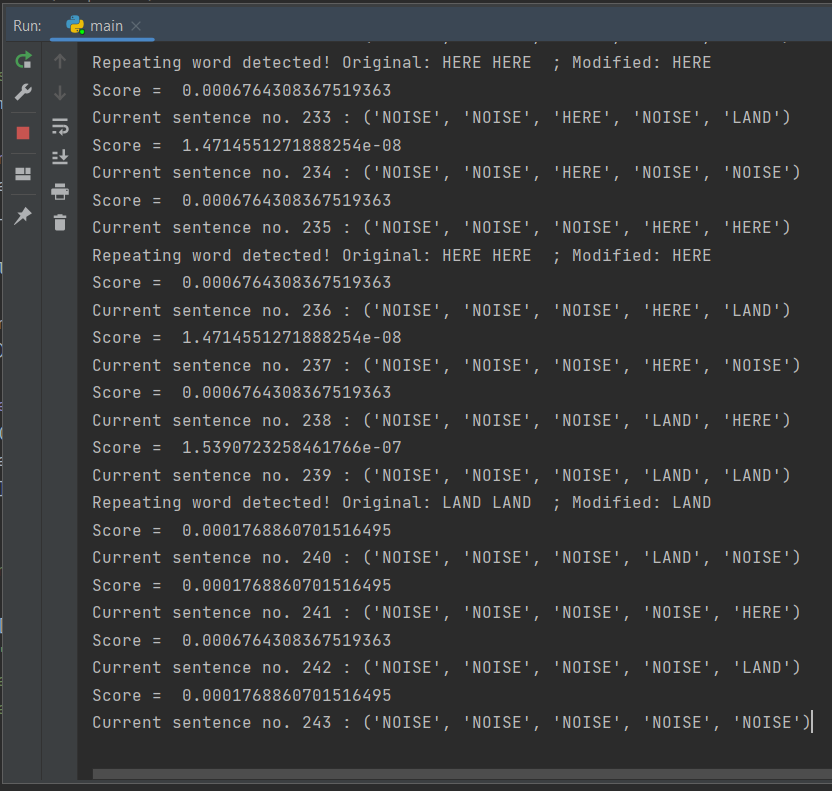 Run: main
Repeating word detected! Original: HERE HERE  ; Modified: HERE
Score =  0.0006764308367519363
Current sentence no. 233 : ('NOISE', 'NOISE', 'HERE', 'NOISE', 'LAND')
Score =  1.4714551271888254e-08
Current sentence no. 234 : ('NOISE', 'NOISE', 'HERE', 'NOISE', 'NOISE')
Score =  0.0006764308367519363
Current sentence no. 235 : ('NOISE', 'NOISE', 'NOISE', 'HERE', 'HERE')
Repeating word detected! Original: HERE HERE  ; Modified: HERE
Score =  0.0006764308367519363
Current sentence no. 236 : ('NOISE', 'NOISE', 'NOISE', 'HERE', 'LAND')
Score =  1.4714551271888254e-08
Current sentence no. 237 : ('NOISE', 'NOISE', 'NOISE', 'HERE', 'NOISE')
Score =  0.0006764308367519363
Current sentence no. 238 : ('NOISE', 'NOISE', 'NOISE', 'LAND', 'HERE')
Score =  1.5390723258461766e-07
Current sentence no. 239 : ('NOISE', 'NOISE', 'NOISE', 'LAND', 'LAND')
Repeating word detected! Original: LAND LAND  ; Modified: LAND
Score =  0.0001768860701516495
Current sentence no. 240 : ('NOISE', 'NOISE', 'NOISE', 'LAND', 'NOISE')
Score =  0.0001768860701516495
Current sentence no. 241 : ('NOISE', 'NOISE', 'NOISE', 'NOISE', 'HERE')
Score =  0.0006764308367519363
Current sentence no. 242 : ('NOISE', 'NOISE', 'NOISE', 'NOISE', 'LAND')
Score =  0.0001768860701516495
Current sentence no. 243 : ('NOISE', 'NOISE', 'NOISE', 'NOISE', 'NOISE')